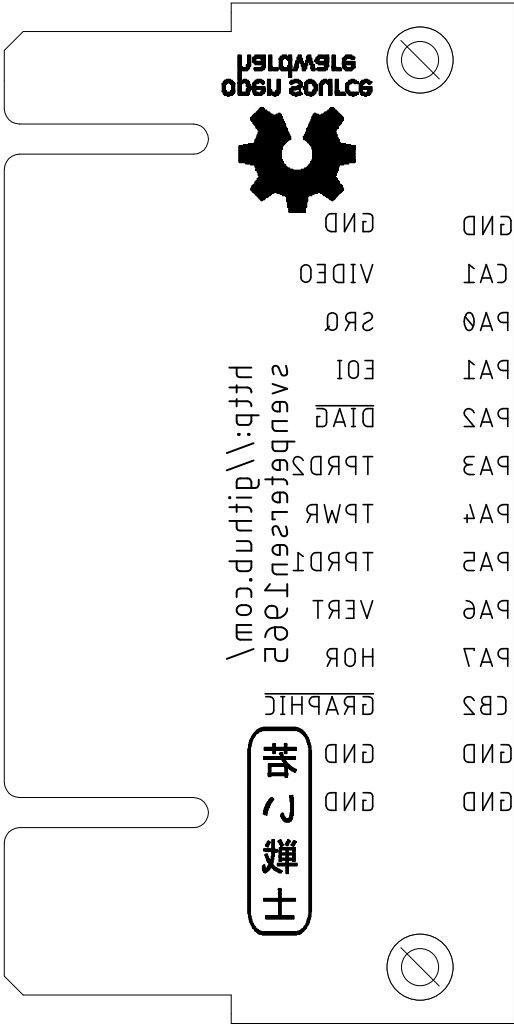 open source
hardware
GND
CA1
PA0
PA1
PA2
PA3
PA4
PA5
PA6
PA7
CB2
GND
GND
GND
VIDEO
SRQ
EOI
DIAG
TPRD2
TPWR
TPRD1
VERT
HOR
GRAPHIC
GND
GND
http://github.com/
svenpetersen1965
若い戦士